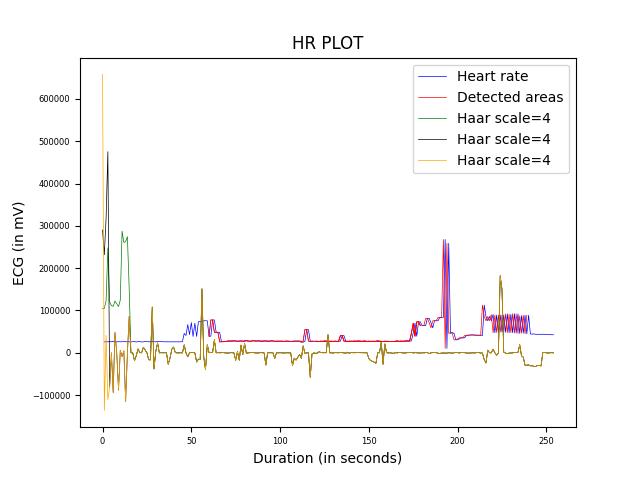 HR PLOT
Heart rate
Detected areas
Haar scale=4
Haar scale=4
Haar scale=4
ECG (in mV)
600000
500000
400000
300000
200000
100000
0
−100000
0 50 100 150 200 250
Duration (in seconds)